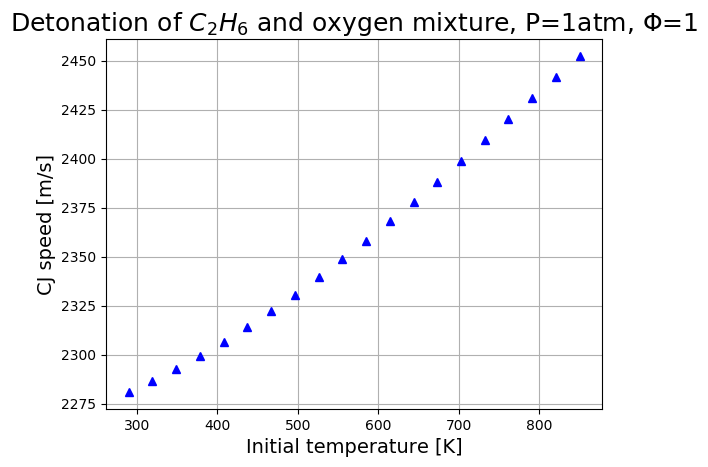 Detonation of C₂H₆ and oxygen mixture, P=1atm, Φ=1
CJ speed [m/s]
2450
2425
2400
2375
2350
2325
2300
2275
300 400 500 600 700 800
Initial temperature [K]